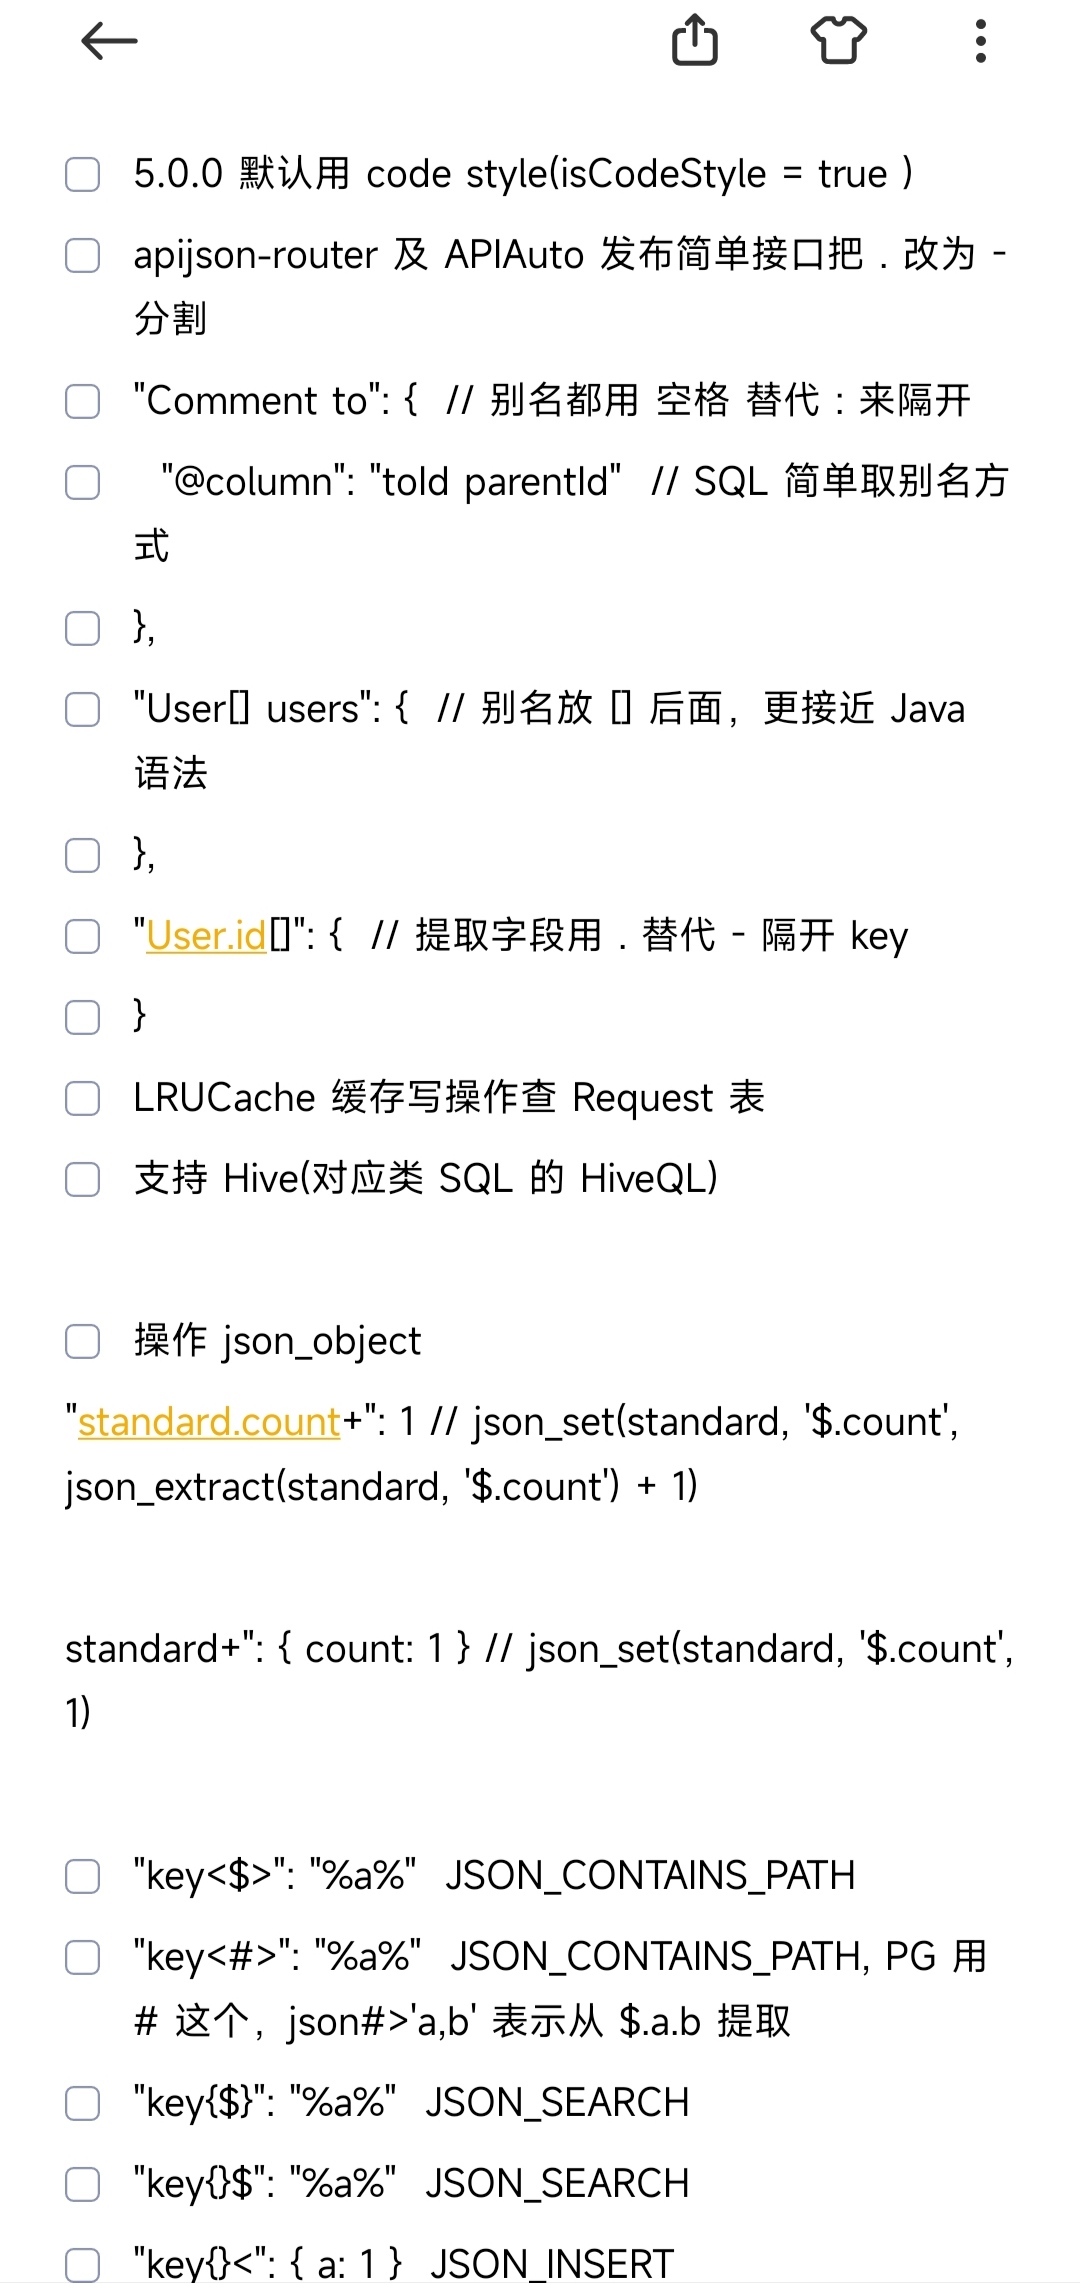 5.0.0 默认用 code style(isCodeStyle = true )
apijson-router 及 APIAuto 发布简单接口把 . 改为 -
分割
"Comment to": {  // 别名都用 空格 替代 : 来隔开
"@column": "toId parentId"  // SQL 简单取别名方
式
},
"User[] users": {  // 别名放 [] 后面，更接近 Java
语法
},
"User.id[]": {  // 提取字段用 . 替代 - 隔开 key
}
LRUCache 缓存写操作查 Request 表
支持 Hive(对应类 SQL 的 HiveQL)
操作 json_object
"standard.count+": 1 // json_set(standard, '$.count',
json_extract(standard, '$.count') + 1)
standard+": { count: 1 } // json_set(standard, '$.count',
1)
"key<$>": "%a%"  JSON_CONTAINS_PATH
"key<#>": "%a%"  JSON_CONTAINS_PATH, PG 用
# 这个，json#>'a,b' 表示从 $.a.b 提取
"key{$}": "%a%"  JSON_SEARCH
"key{}$": "%a%"  JSON_SEARCH
"key{}<": { a: 1 }  JSON_INSERT